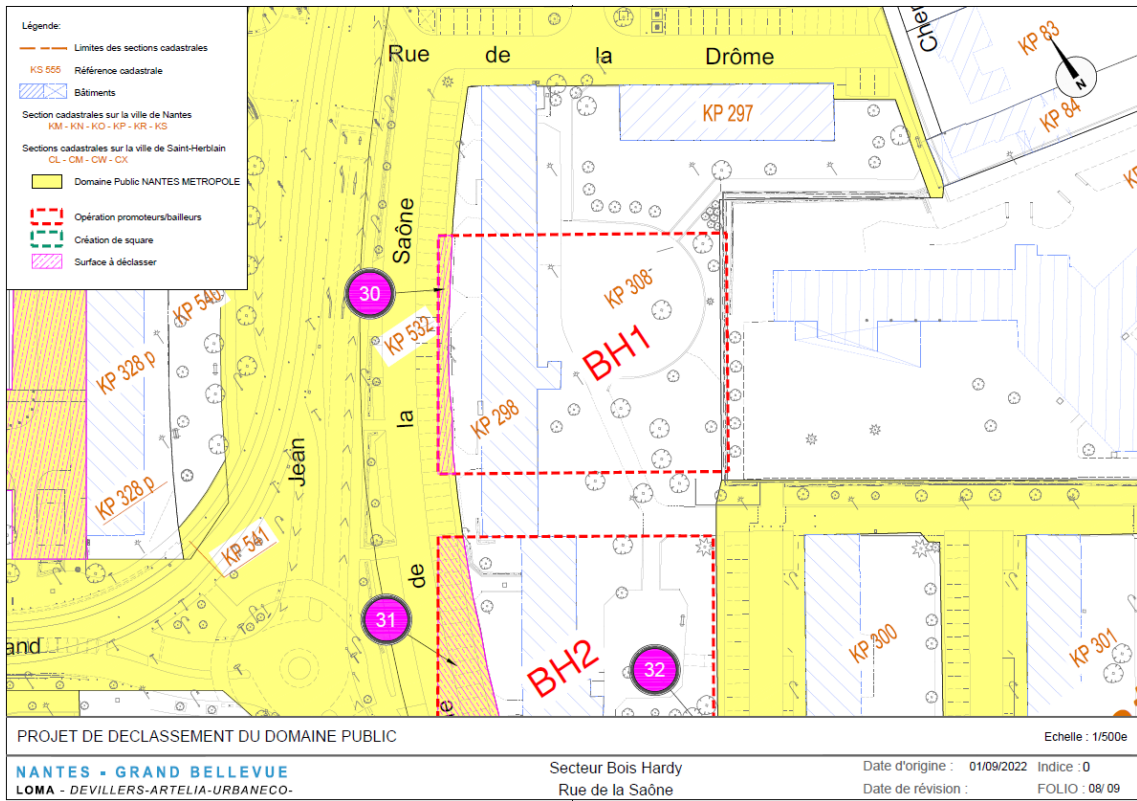 Légende:
Limites des sections cadastrales
KS 555 Référence cadastrale
Bâtiments
Section cadastrales sur la ville de Nantes
KM - KN - KO - KP - KR - KS
Sections cadastrales sur la ville de Saint-Herblain
CL - CM - CW - CX
Domaine Public NANTES METROPOLE
Opération promoteurs/bailleurs
Création de square
Surface à déclasser
Rue de la Drôme
KP 83
N
KP 84
KP 297
Saône
30
KP 308
KP 540
KP 532
BH1
KP 328 p
KP 298
la
Jean
KP 328 p
KP 541
de
31
and
BH2
32
KP 300
KP 301
PROJET DE DECLASSEMENT DU DOMAINE PUBLIC
Echelle : 1/500e
NANTES - GRAND BELLEVUE
LOMA - DEVILLERS-ARTELIA-URBANECO-
Secteur Bois Hardy
Rue de la Saône
Date d'origine : 01/09/2022 Indice : 0
Date de révision : FOLIO : 08/ 09